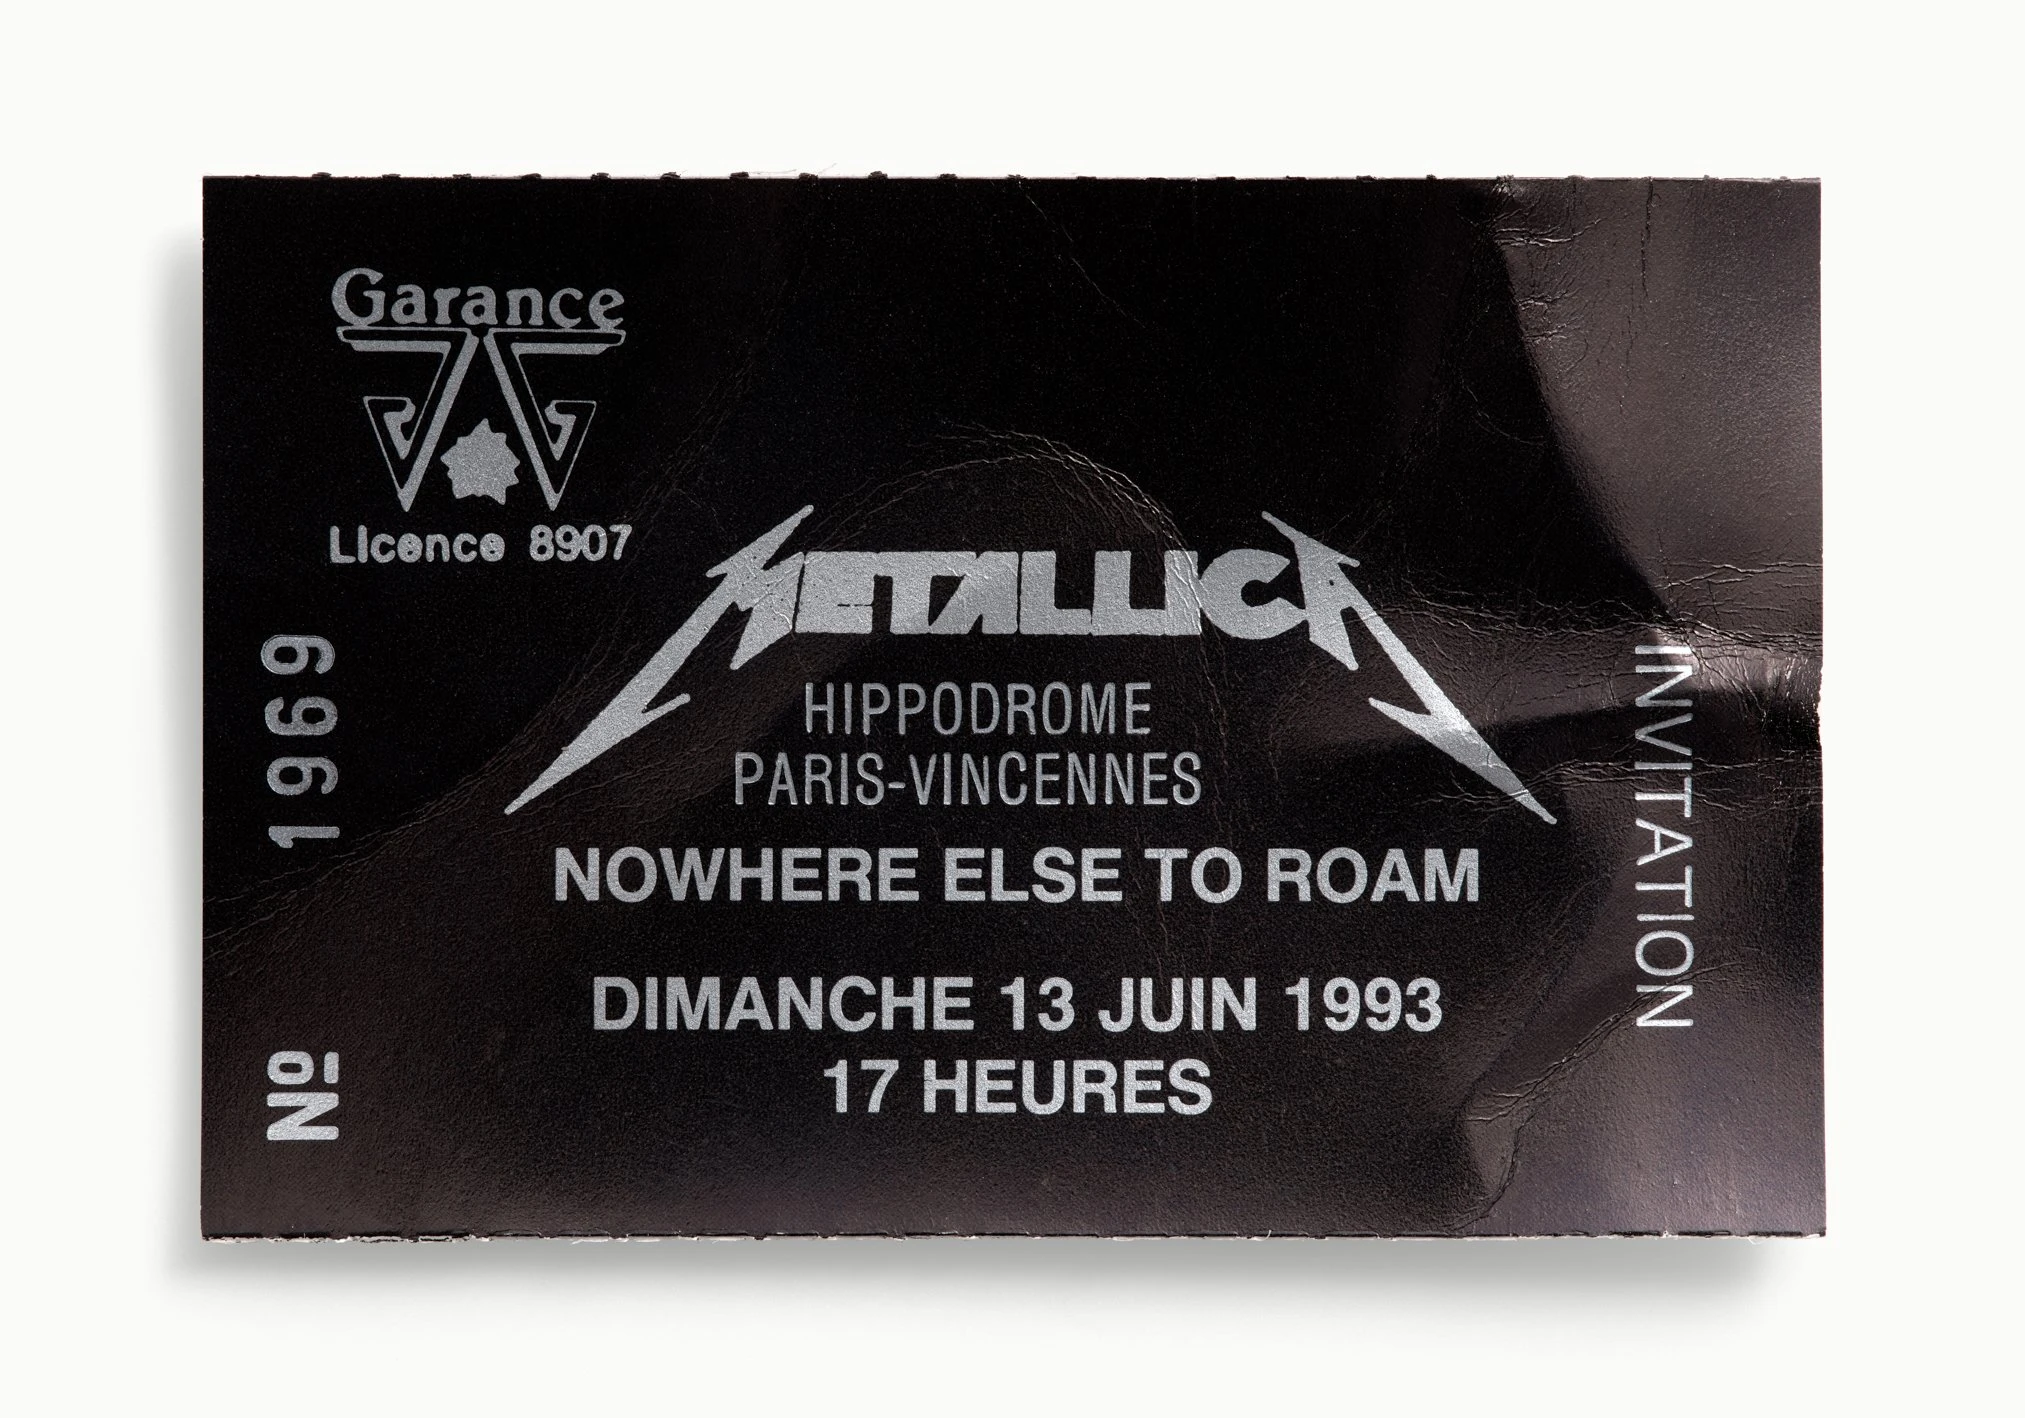 Garance
Licence 8907
METALLICA
HIPPODROME
PARIS-VINCENNES
NOWHERE ELSE TO ROAM
DIMANCHE 13 JUIN 1993
17 HEURES
Nº 1969
INVITATION